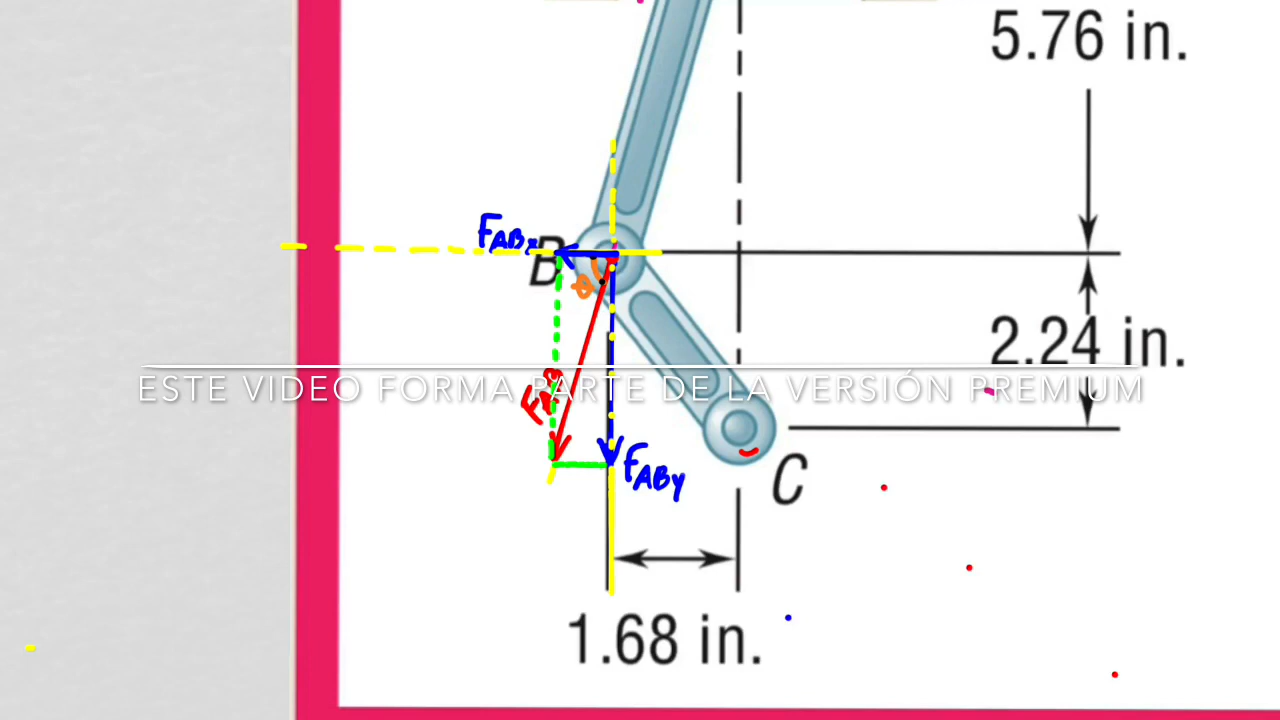 5.76 in.
FABx
B
θ
2.24 in.
ESTE VIDEO FORMA PARTE DE LA VERSIÓN PREMIUM
FAB
FABy
C
1.68 in.